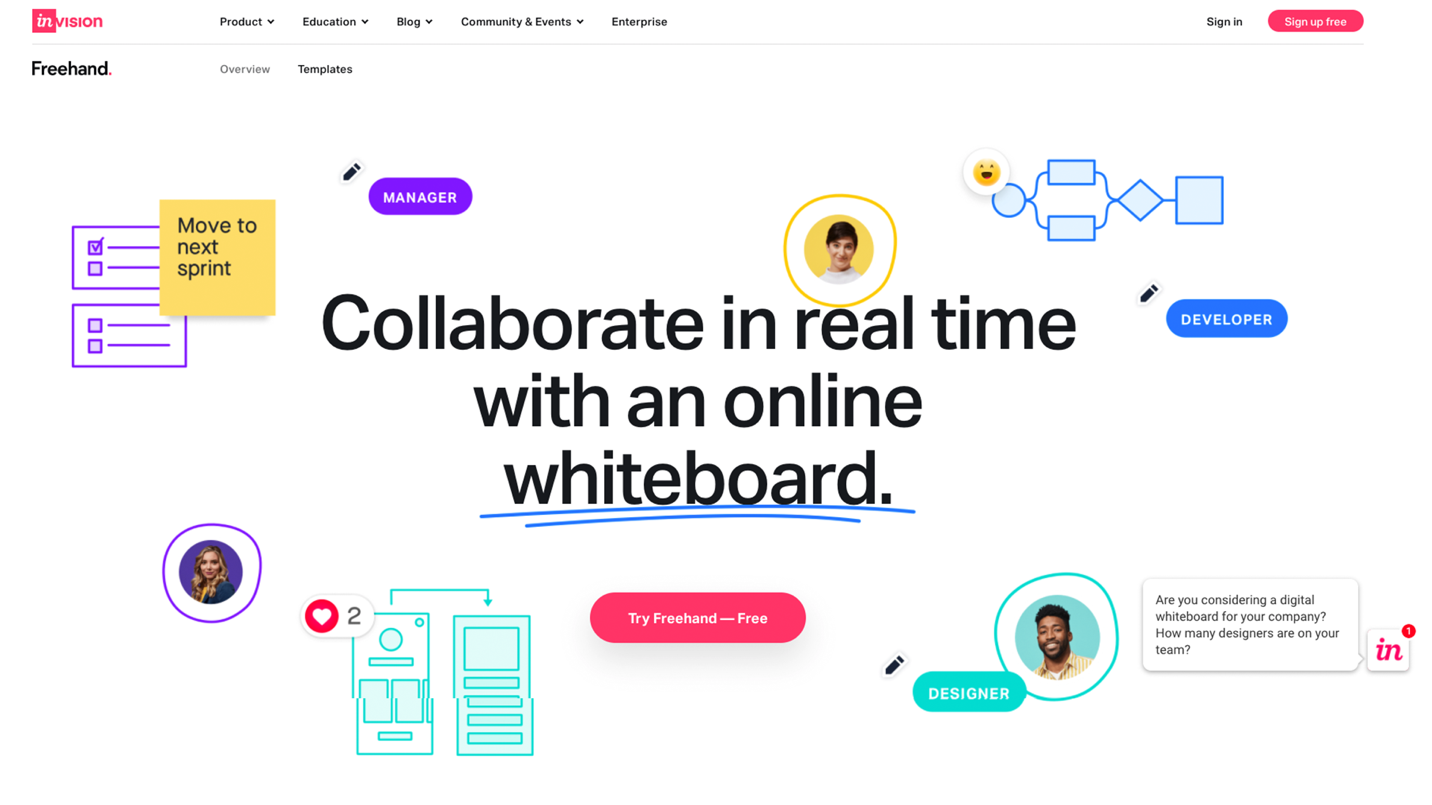 inVISION
Product
Education
Blog
Community & Events
Enterprise
Sign in
Sign up free
Freehand.
Overview
Templates
MANAGER
Move to
next
sprint
Collaborate in real time
with an online
whiteboard.
DEVELOPER
2
Try Freehand — Free
DESIGNER
Are you considering a digital
whiteboard for your company?
How many designers are on your
team?
in
1